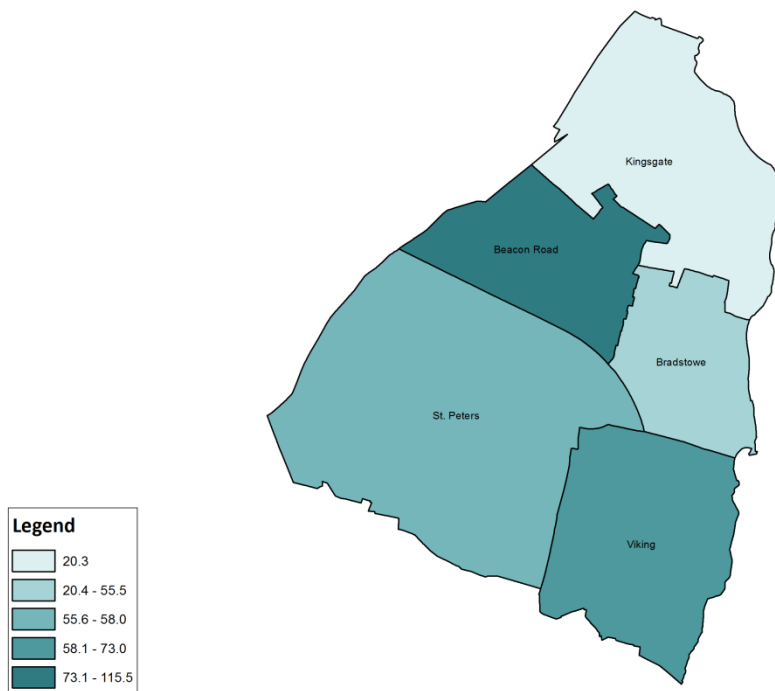 Kingsgate
Beacon Road
Bradstowe
St. Peters
Viking
Legend
20.3
20.4 - 55.5
55.6 - 58.0
58.1 - 73.0
73.1 - 115.5